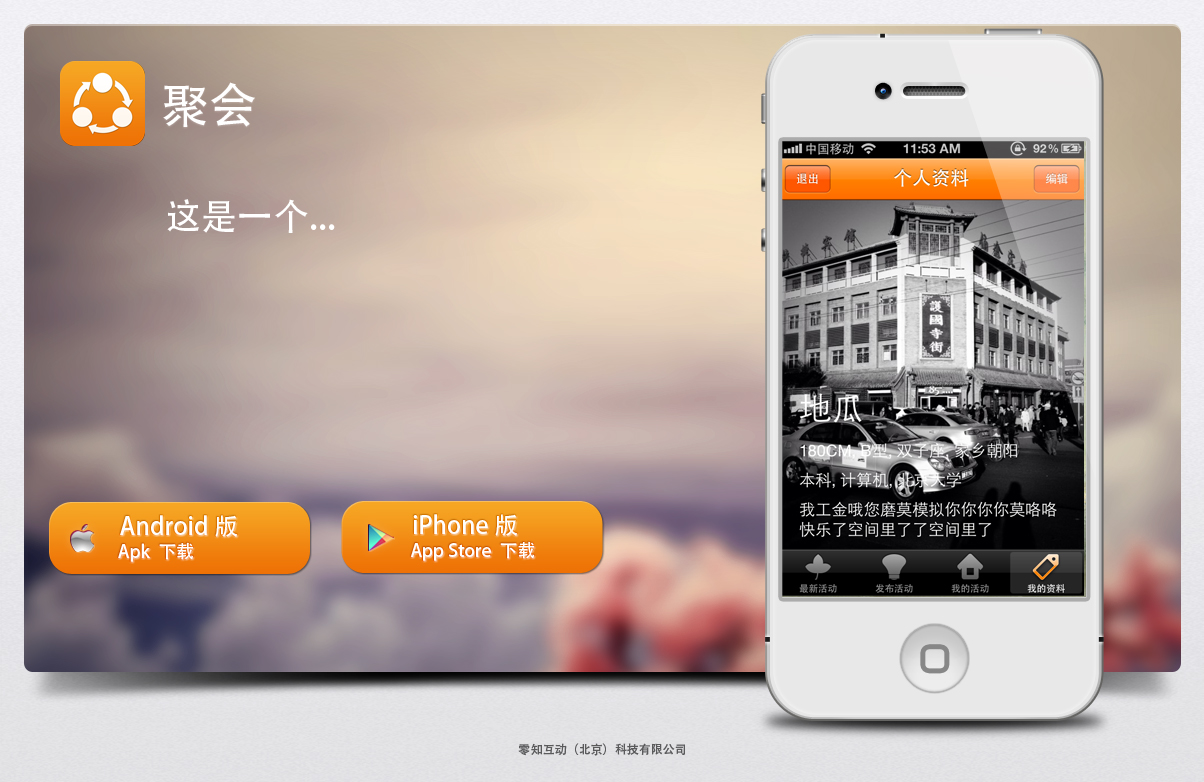 聚会
这是一个...
Android 版
Apk 下载
iPhone 版
App Store 下载
中国移动
11:53 AM
92%
退出
个人资料
编辑
護國寺街
地瓜
180CM, B型, 双子座, 家乡朝阳
本科, 计算机, 北京大学
我工金哦您磨莫模拟你你你你莫咯咯
快乐了空间里了了空间里了
最新活动
发布活动
我的活动
我的资料
零知互动（北京）科技有限公司